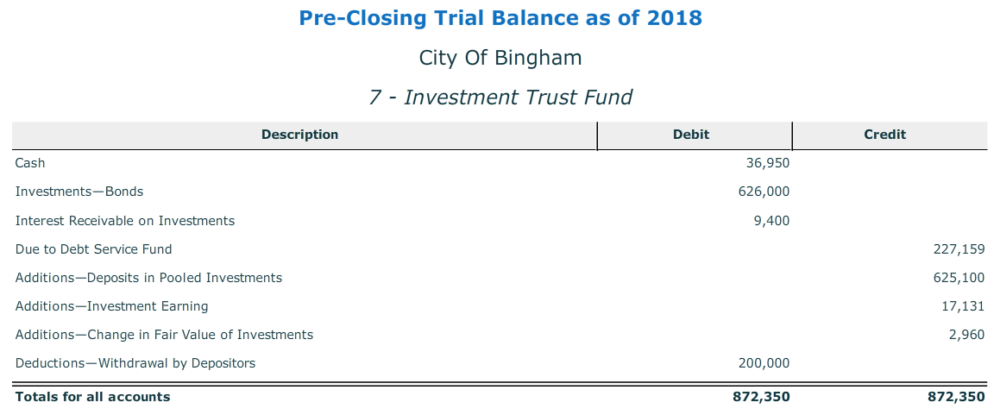 Pre-Closing Trial Balance as of 2018
City Of Bingham
7 - Investment Trust Fund
Description Debit Credit
Cash 36,950
Investments—Bonds 626,000
Interest Receivable on Investments 9,400
Due to Debt Service Fund 227,159
Additions—Deposits in Pooled Investments 625,100
Additions—Investment Earning 17,131
Additions—Change in Fair Value of Investments 2,960
Deductions—Withdrawal by Depositors 200,000
Totals for all accounts 872,350 872,350